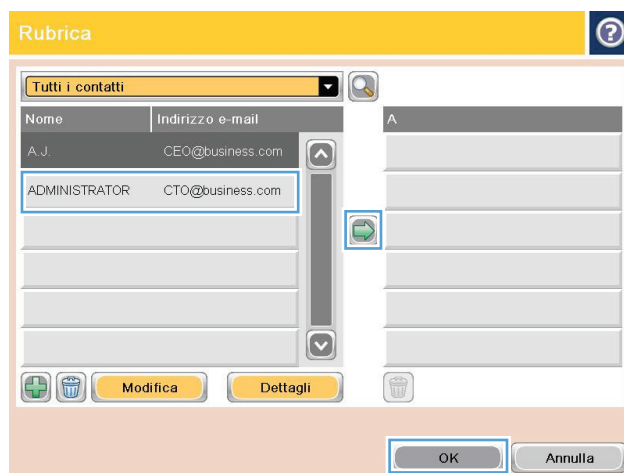 Rubrica
?
Tutti i contatti
Nome Indirizzo e-mail A
A.J. CEO@business.com
ADMINISTRATOR CTO@business.com
Modifica Dettagli
OK Annulla